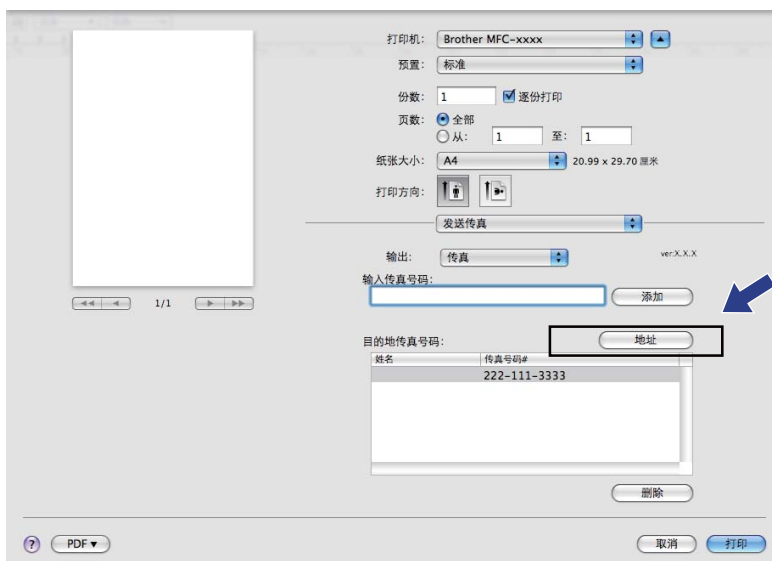 打印机: Brother MFC-xxxx
预置: 标准
份数: 1 逐份打印
页数: 全部
从: 1 至: 1
纸张大小: A4 20.99 x 29.70 厘米
打印方向:
发送传真
输出: 传真 ver:X.X.X
输入传真号码:
添加
1/1
目的地传真号码: 地址
姓名 传真号码#
222-111-3333
删除
? PDF 取消 打印